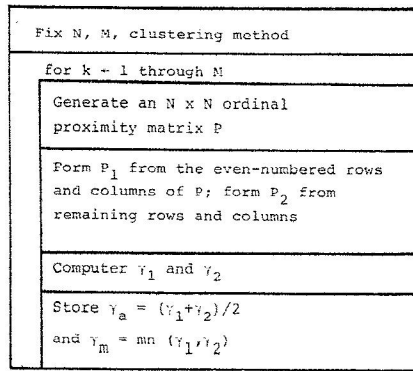 Fix N, M, clustering method
for k ← 1 through M
Generate an N x N ordinal
proximity matrix P
Form P₁ from the even-numbered rows
and columns of P; form P₂ from
remaining rows and columns
Computer γ₁ and γ₂
Store γₐ = (γ₁+γ₂)/2
and γₘ = mn (γ₁,γ₂)